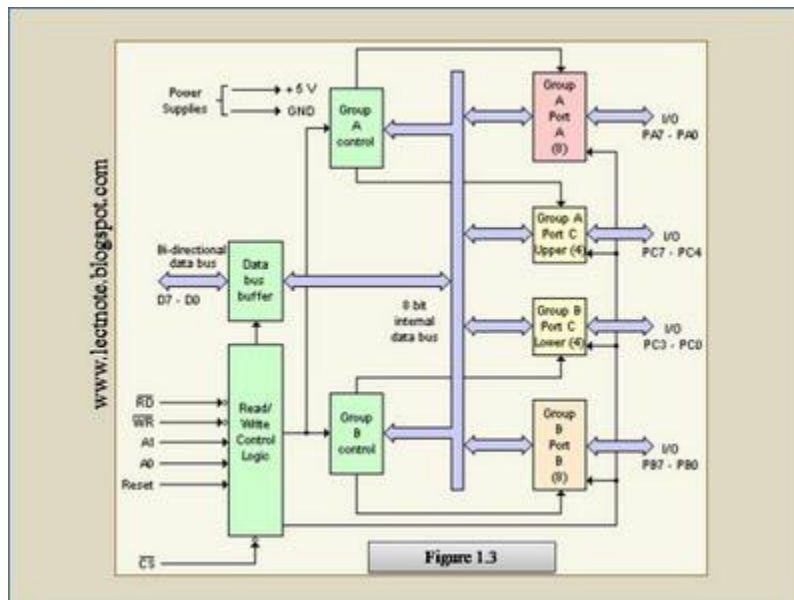 www.lectnote.blogspot.com
Power
Supplies
+5 V
GND
Group
A
control
Group
A
Port
A
(8)
I/O
PA7 - PA0
Group A
Port C
Upper (4)
I/O
PC7 - PC4
Bi-directional
data bus
D7 - D0
Data
bus
buffer
8 bit
internal
data bus
Group B
Port C
Lower (4)
I/O
PC3 - PC0
RD
WR
A1
A0
Reset
CS
Read/
Write
Control
Logic
Group
B
control
Group
B
Port
B
(8)
I/O
PB7 - PB0
Figure 1.3